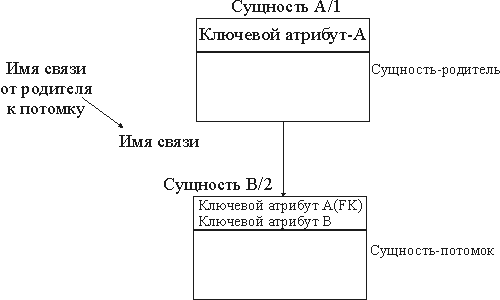 Сущность А/1
Ключевой атрибут-А
Сущность-родитель
Имя связи
от родителя
к потомку
Имя связи
Сущность В/2
Ключевой атрибут А(FK)
Ключевой атрибут В
Сущность-потомок